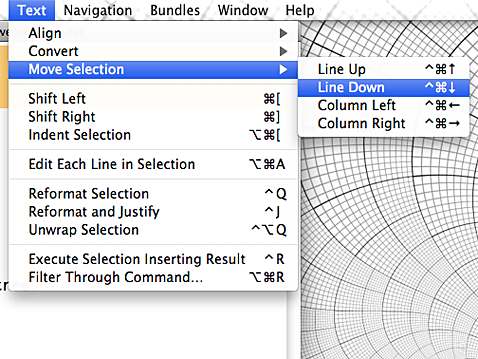 Text Navigation Bundles Window Help
Align
Convert
Move Selection
Line Up ^⌘↑
Line Down ^⌘↓
Column Left ^⌘←
Column Right ^⌘→
Shift Left ⌘[
Shift Right ⌘]
Indent Selection ⌥⌘[
Edit Each Line in Selection ⌥⌘A
Reformat Selection ^Q
Reformat and Justify ^J
Unwrap Selection ^⌥Q
Execute Selection Inserting Result ^R
Filter Through Command... ⌥⌘R